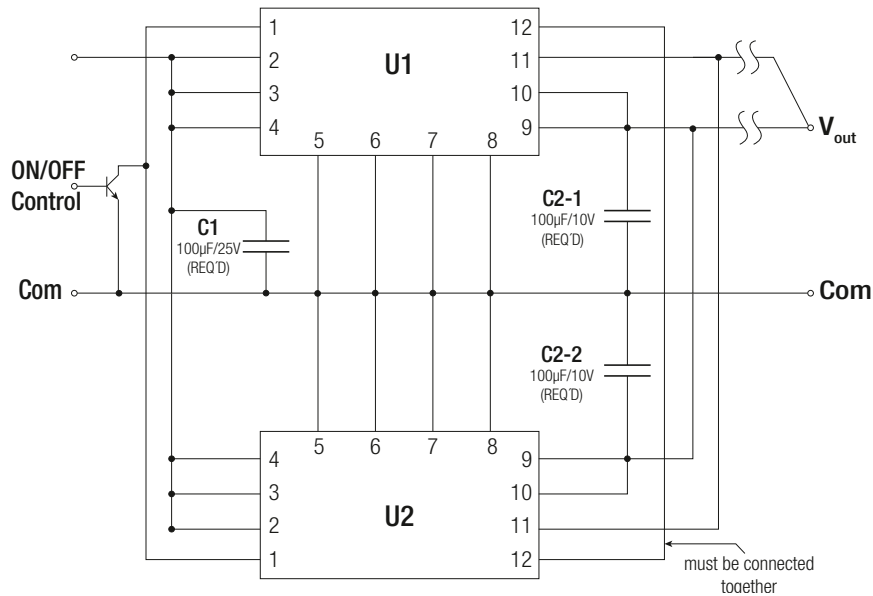 1
12
2
U1
11
3
10
4
9
5
6
7
8
V out
ON/OFF
Control
C1
100µF/25V
(REQ'D)
C2-1
100µF/10V
(REQ'D)
Com
Com
C2-2
100µF/10V
(REQ'D)
5
6
7
8
4
9
3
10
U2
2
11
1
12
must be connected
together